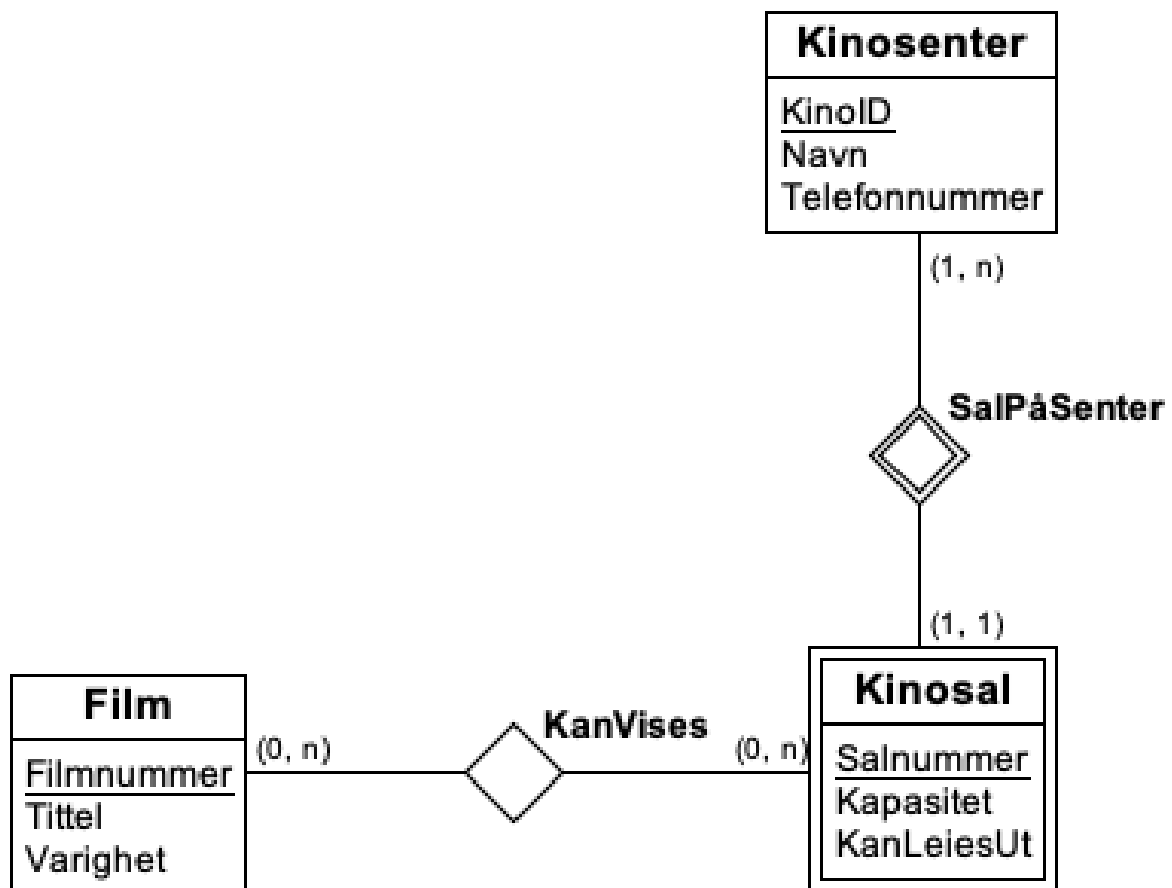 Kinosenter
KinoID
Navn
Telefonnummer
(1, n)
SalPåSenter
(1, 1)
Film
Filmnummer
Tittel
Varighet
(0, n)
KanVises
(0, n)
Kinosal
Salnummer
Kapasitet
KanLeiesUt